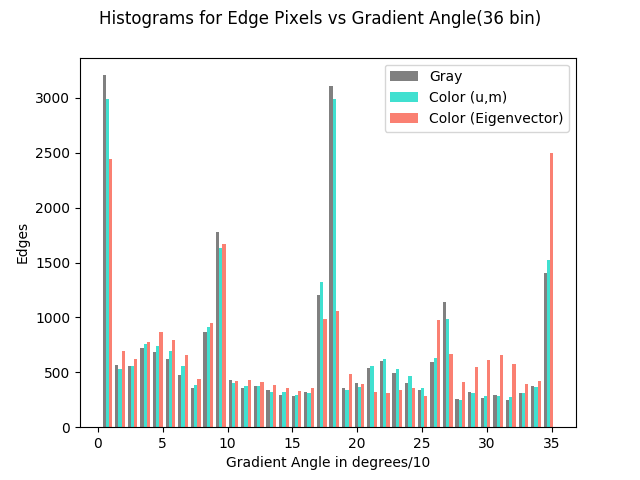 Histograms for Edge Pixels vs Gradient Angle(36 bin)
Gray
Color (u,m)
Color (Eigenvector)
3000
2500
2000
1500
1000
500
0
Edges
0 5 10 15 20 25 30 35
Gradient Angle in degrees/10